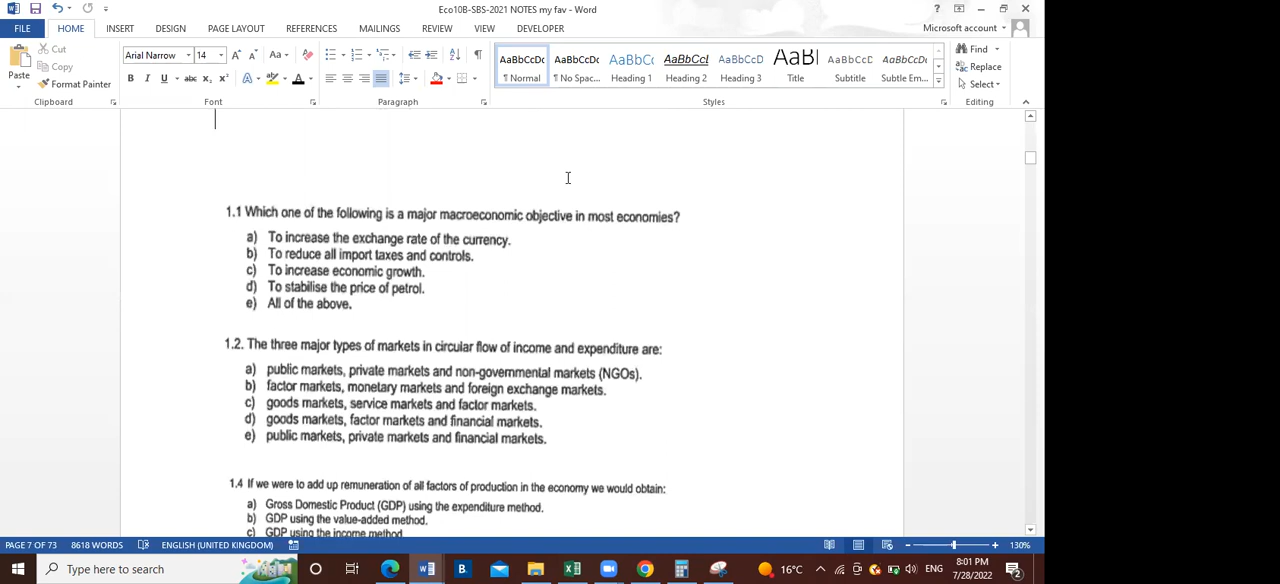 Eco10B-SBS-2021 NOTES my fav - Word
FILE HOME INSERT DESIGN PAGE LAYOUT REFERENCES MAILINGS REVIEW VIEW DEVELOPER Microsoft account
Paste Cut Copy Format Painter
Clipboard
Arial Narrow 14 Aa
B I U abc x₂ x² A A
Font
Paragraph
AaBbCcDc AaBbCcDc AaBbCc AaBbCcI AaBbCcD AaBl AaBbCcC AaBbCcDc
¶ Normal ¶ No Spac... Heading 1 Heading 2 Heading 3 Title Subtitle Subtle Em...
Styles
Find
Replace
Select
Editing
1.1 Which one of the following is a major macroeconomic objective in most economies?
a) To increase the exchange rate of the currency.
b) To reduce all import taxes and controls.
c) To increase economic growth.
d) To stabilise the price of petrol.
e) All of the above.
1.2. The three major types of markets in circular flow of income and expenditure are:
a) public markets, private markets and non-governmental markets (NGOs).
b) factor markets, monetary markets and foreign exchange markets.
c) goods markets, service markets and factor markets.
d) goods markets, factor markets and financial markets.
e) public markets, private markets and financial markets.
1.4 If we were to add up remuneration of all factors of production in the economy we would obtain:
a) Gross Domestic Product (GDP) using the expenditure method.
b) GDP using the value-added method.
c) GDP using the income method
PAGE 7 OF 73 8618 WORDS ENGLISH (UNITED KINGDOM) 130%
Type here to search
B.
16°C ENG
8:01 PM
7/28/2022
2